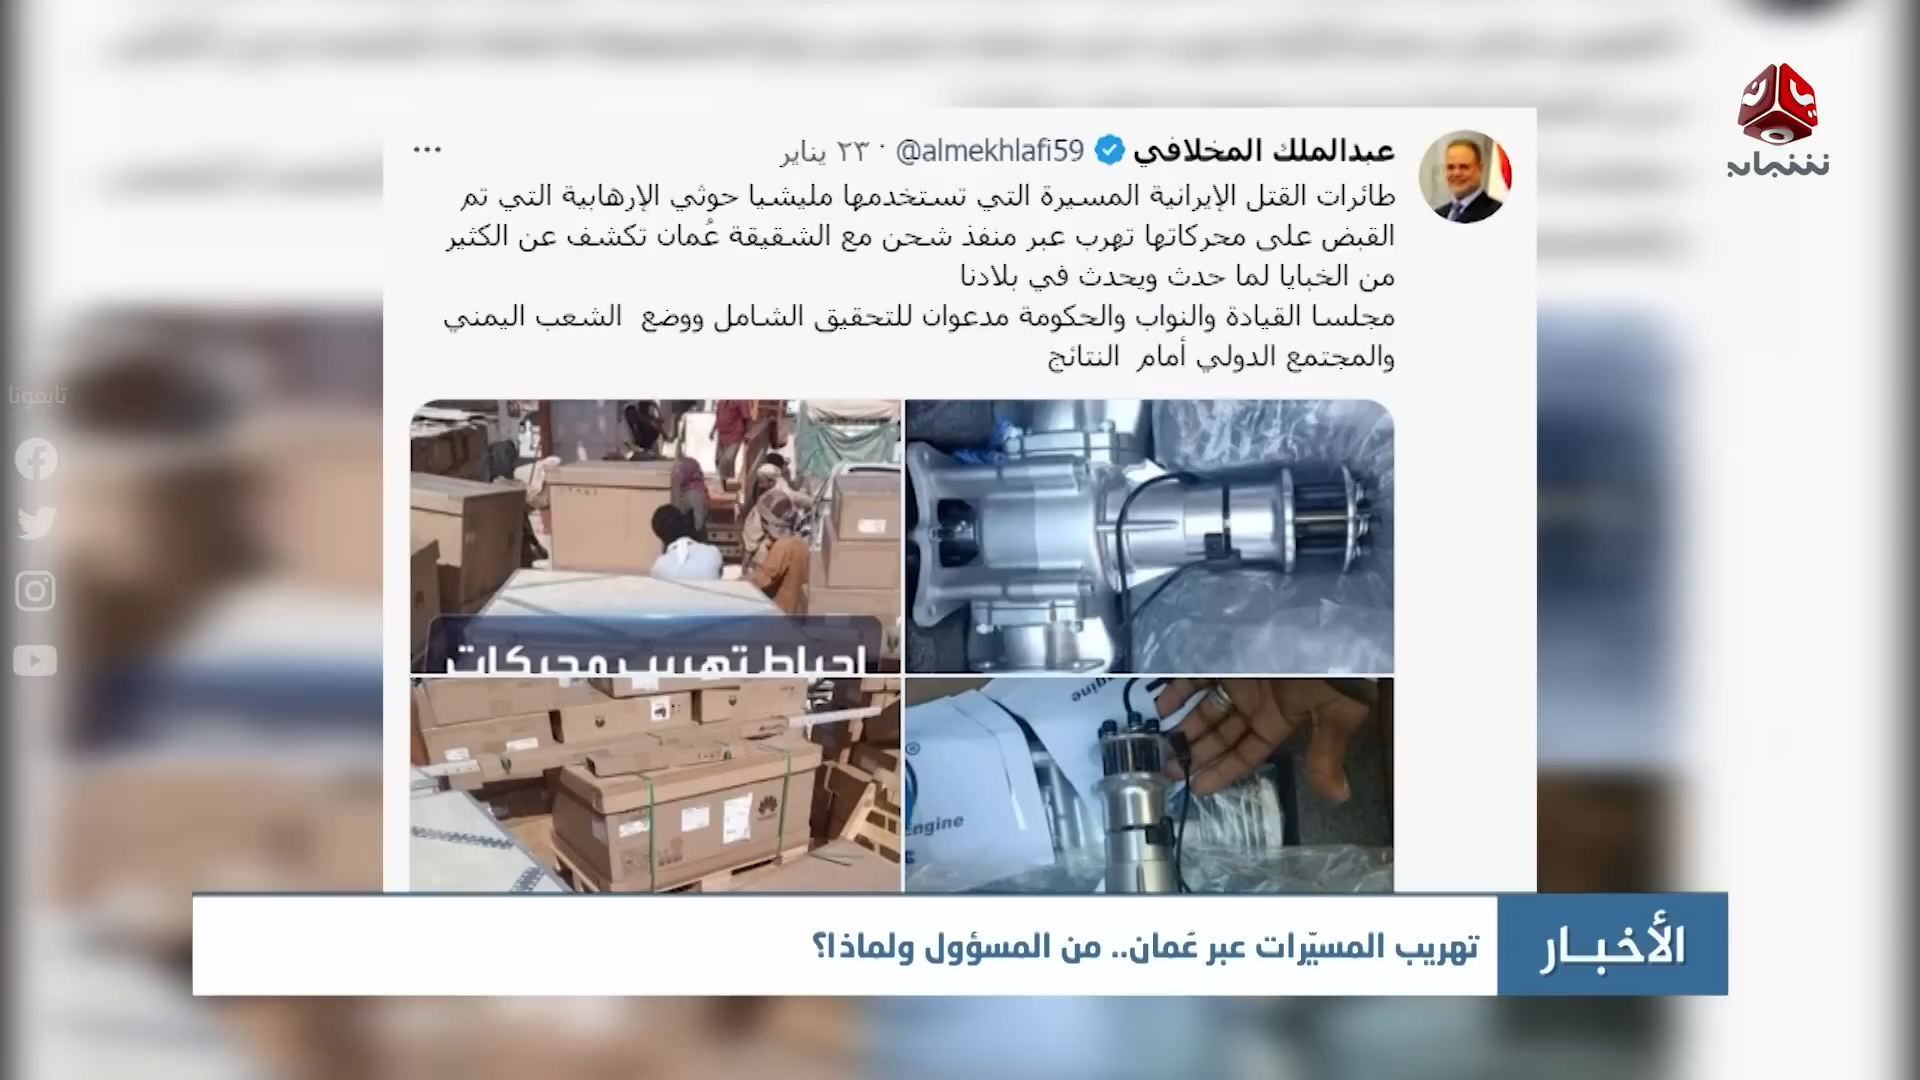 عبدالملك المخلافي @almekhlafi59 · ٢٣ يناير
طائرات القتل الإيرانية المسيرة التي تستخدمها مليشيا حوثي الإرهابية التي تم
القبض على محركاتها تهرب عبر منفذ شحن مع الشقيقة عُمان تكشف عن الكثير
من الخبايا لما حدث ويحدث في بلادنا
مجلسا القيادة والنواب والحكومة مدعوان للتحقيق الشامل ووضع الشعب اليمني
والمجتمع الدولي أمام النتائج
احباط تهريب محركات
Engine
تابعونا
الأخبار
تهريب المسيّرات عبر عُمان.. من المسؤول ولماذا؟